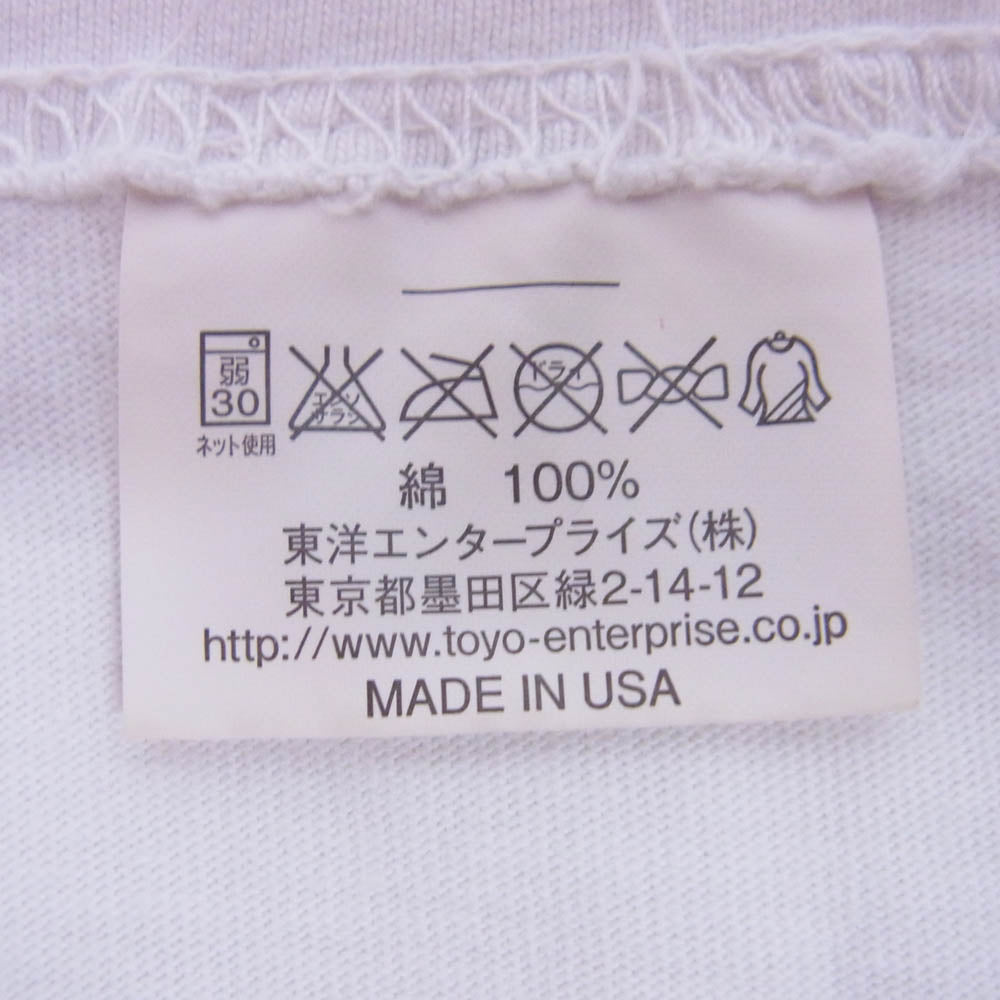 弱
30
エンソ
サラシ
ドライ
ネット使用
綿 100%
東洋エンタープライズ(株)
東京都墨田区緑2-14-12
http://www.toyo-enterprise.co.jp
MADE IN USA